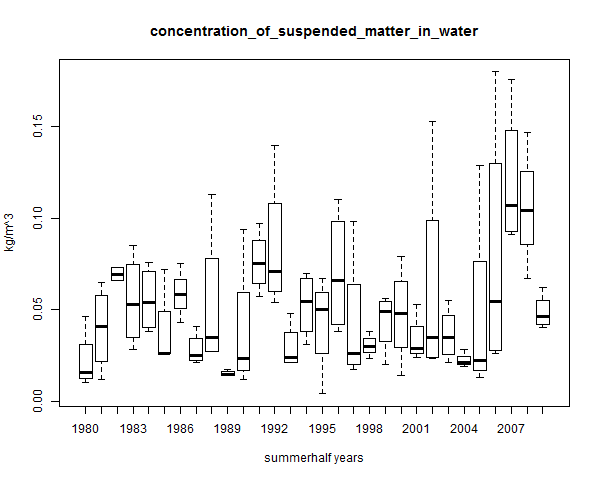 concentration_of_suspended_matter_in_water
kg/m^3
0.15
0.10
0.05
0.00
1980 1983 1986 1989 1992 1995 1998 2001 2004 2007
summerhalf years